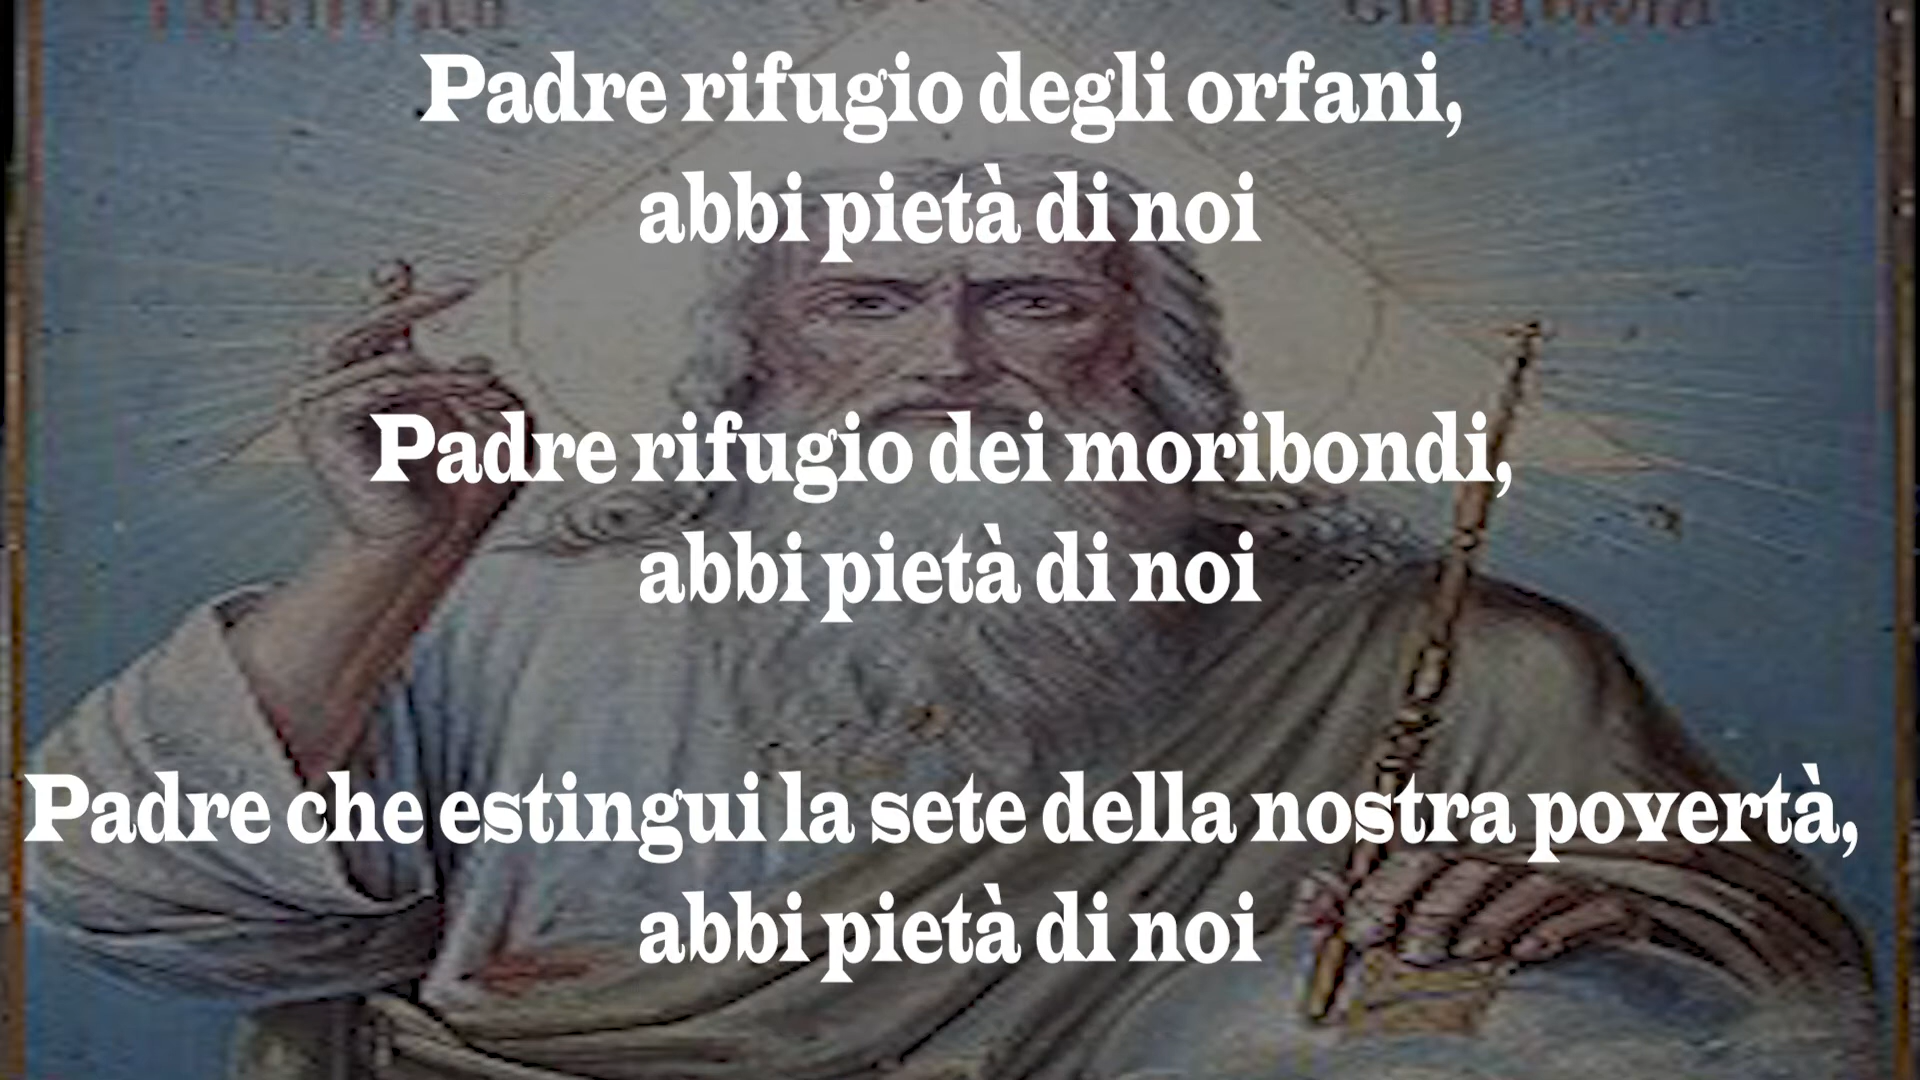 Padre rifugio degli orfani,
abbi pietà di noi
Padre rifugio dei moribondi,
abbi pietà di noi
Padre che estingui la sete della nostra povertà,
abbi pietà di noi